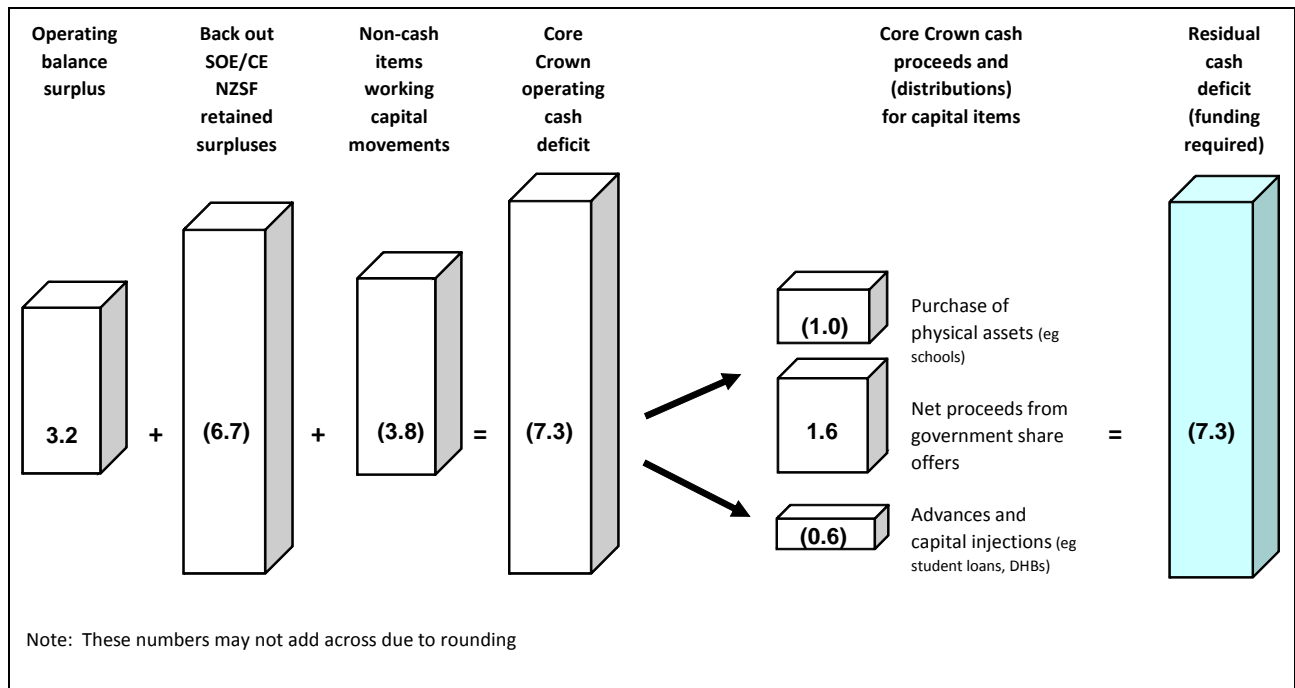 Operating
balance
surplus
Back out
SOE/CE
NZSF
retained
surpluses
Non-cash
items
working
capital
movements
Core
Crown
operating
cash
deficit
Core Crown cash
proceeds and
(distributions)
for capital items
Residual
cash
deficit
(funding
required)
3.2
+
(6.7)
+
(3.8)
=
(7.3)
(1.0)
Purchase of
physical assets (eg
schools)
1.6
Net proceeds from
government share
offers
(0.6)
Advances and
capital injections (eg
student loans, DHBs)
=
(7.3)
Note: These numbers may not add across due to rounding